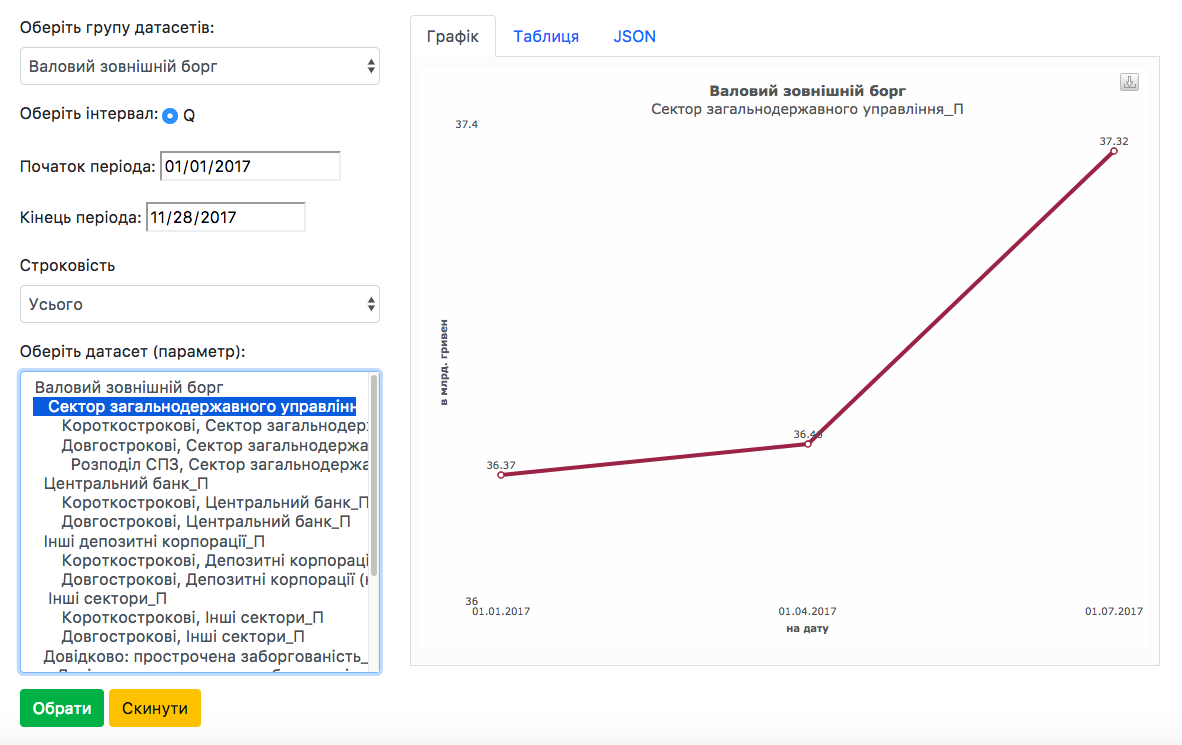 Оберіть групу датасетів:
Валовий зовнішній борг
Оберіть інтервал: Q
Початок періода: 01/01/2017
Кінець періода: 11/28/2017
Строковість
Усього
Оберіть датасет (параметр):
Валовий зовнішній борг
Сектор загальнодержавного управлінн
Короткострокові, Сектор загальнодер
Довгострокові, Сектор загальнодержа
Розподіл СПЗ, Сектор загальнодержа
Центральний банк_П
Короткострокові, Центральний банк_П
Довгострокові, Центральний банк_П
Інші депозитні корпорації_П
Короткострокові, Депозитні корпораці
Довгострокові, Депозитні корпорації (
Інші сектори_П
Короткострокові, Інші сектори_П
Довгострокові, Інші сектори_П
Довідково: прострочена заборгованість_
Обрати Скинути
Графік Таблиця JSON
Валовий зовнішній борг
Сектор загальнодержавного управління_П
37.4
37.32
в млрд. гривен
36.37
36
01.01.2017 01.04.2017 01.07.2017
на дату